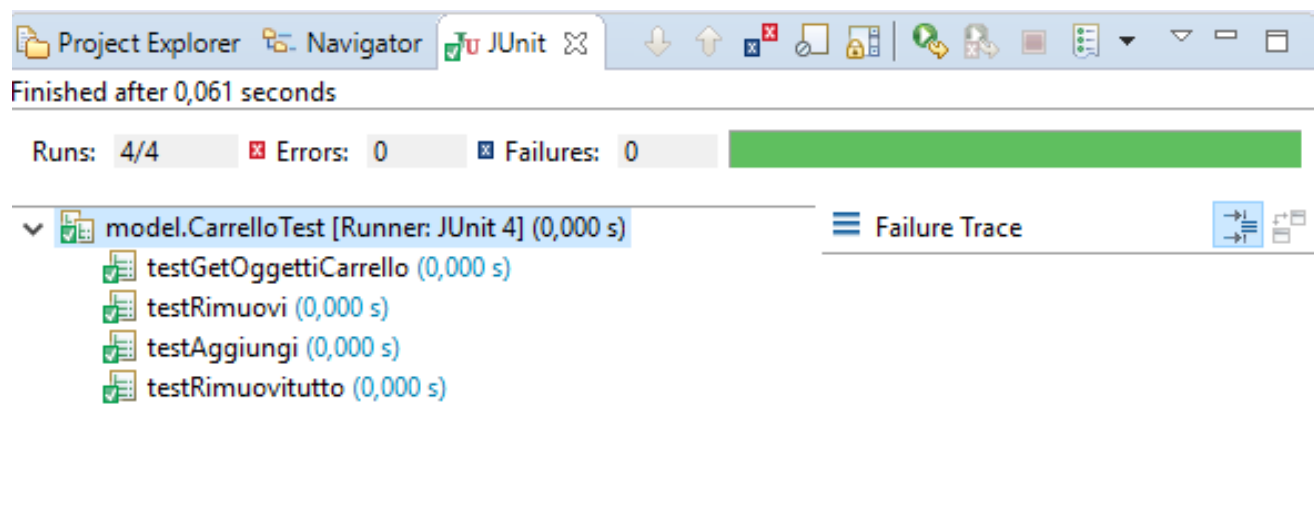 Project Explorer Navigator JUnit
Finished after 0,061 seconds
Runs: 4/4 Errors: 0 Failures: 0
model.CarrelloTest [Runner: JUnit 4] (0,000 s) Failure Trace
testGetOggettiCarrello (0,000 s)
testRimuovi (0,000 s)
testAggiungi (0,000 s)
testRimuovitutto (0,000 s)